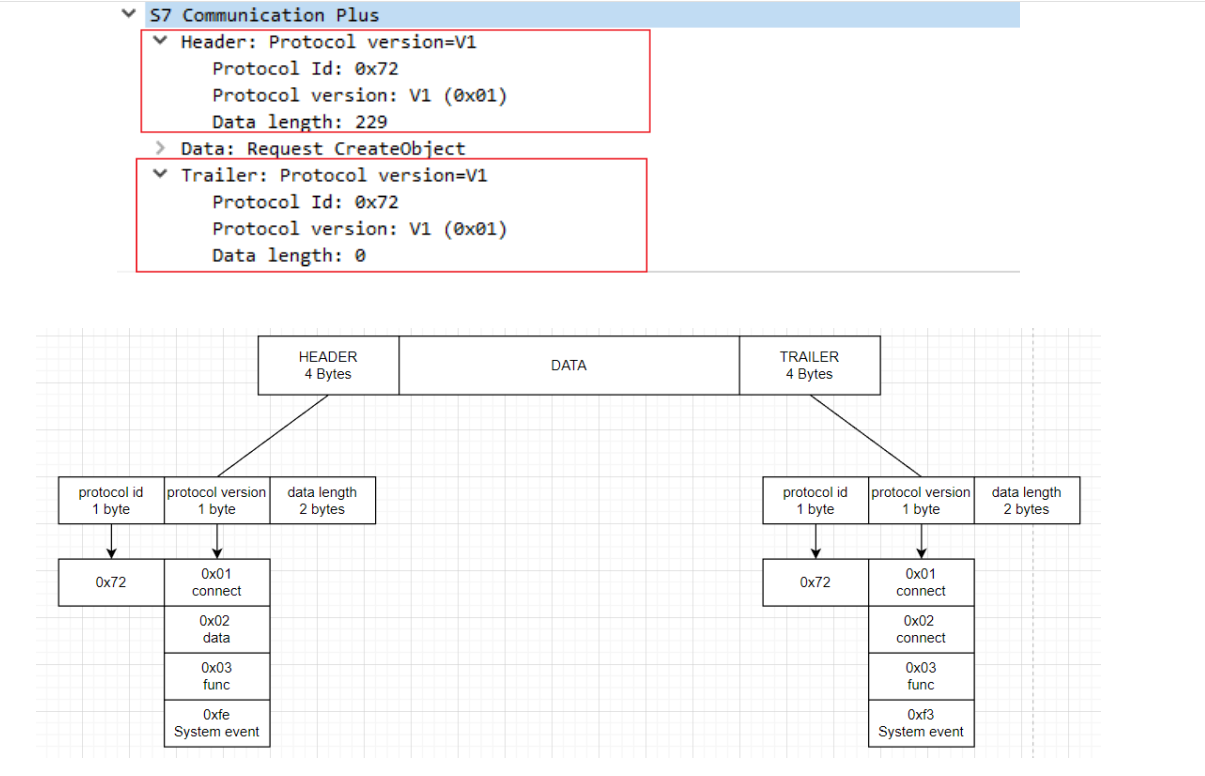 S7 Communication Plus
Header: Protocol version=V1
Protocol Id: 0x72
Protocol version: V1 (0x01)
Data length: 229
Data: Request CreateObject
Trailer: Protocol version=V1
Protocol Id: 0x72
Protocol version: V1 (0x01)
Data length: 0
HEADER
4 Bytes
DATA
TRAILER
4 Bytes
protocol id
1 byte
protocol version
1 byte
data length
2 bytes
protocol id
1 byte
protocol version
1 byte
data length
2 bytes
0x72
0x01
connect
0x02
data
0x03
func
0xfe
System event
0x72
0x01
connect
0x02
connect
0x03
func
0xf3
System event